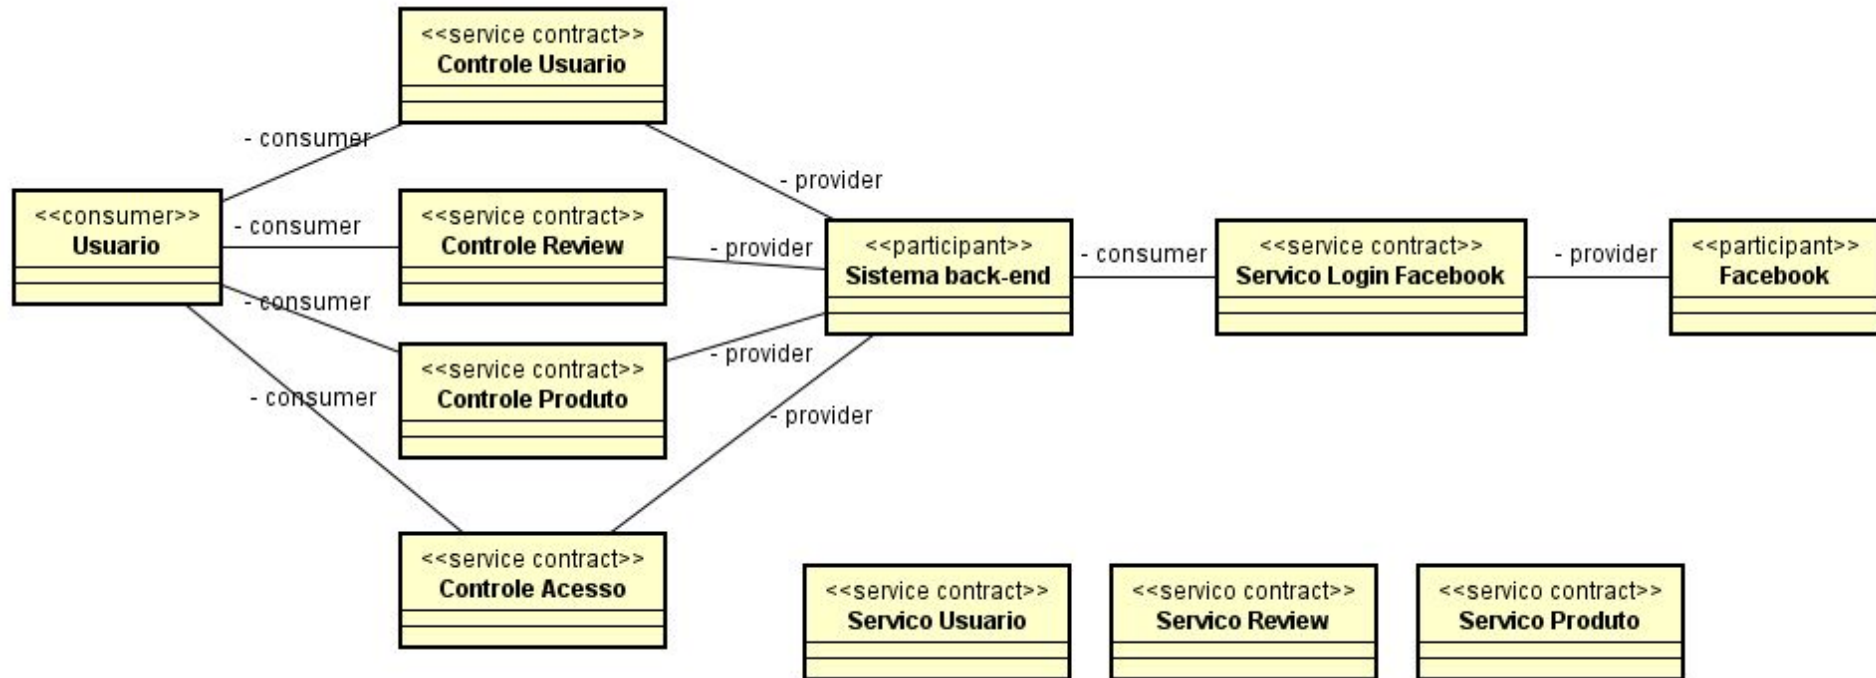 <<service contract>>
Controle Usuario
- consumer
- provider
<<consumer>>
Usuario
- consumer
<<service contract>>
Controle Review
- provider
<<participant>>
Sistema back-end
- consumer
<<service contract>>
Servico Login Facebook
- provider
<<participant>>
Facebook
- consumer
<<service contract>>
Controle Produto
- provider
- consumer
- provider
<<service contract>>
Controle Acesso
<<service contract>>
Servico Usuario
<<servico contract>>
Servico Review
<<servico contract>>
Servico Produto